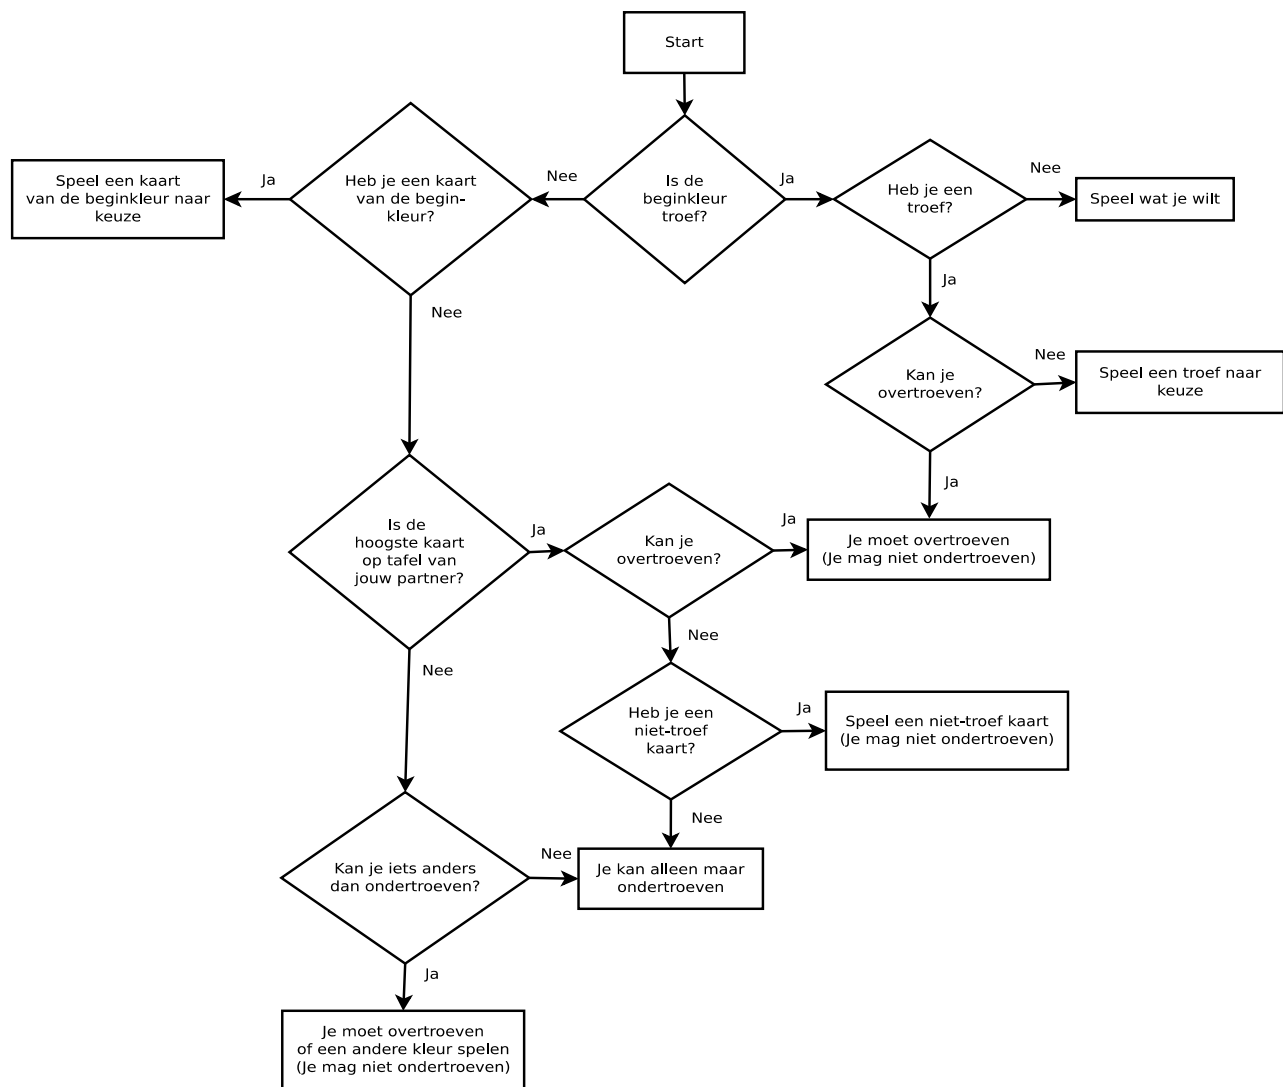 Start
Is de
beginkleur
troef?
Nee
Ja
Heb je een kaart
van de begin-
kleur?
Ja
Speel een kaart
van de beginkleur naar
keuze
Heb je een
troef?
Nee
Speel wat je wilt
Ja
Nee
Kan je
overtroeven?
Nee
Speel een troef naar
keuze
Ja
Is de
hoogste kaart
op tafel van
jouw partner?
Ja
Kan je
overtroeven?
Ja
Je moet overtroeven
(Je mag niet ondertroeven)
Nee
Nee
Heb je een
niet-troef
kaart?
Ja
Speel een niet-troef kaart
(Je mag niet ondertroeven)
Nee
Kan je iets anders
dan ondertroeven?
Nee
Je kan alleen maar
ondertroeven
Ja
Je moet overtroeven
of een andere kleur spelen
(Je mag niet ondertroeven)